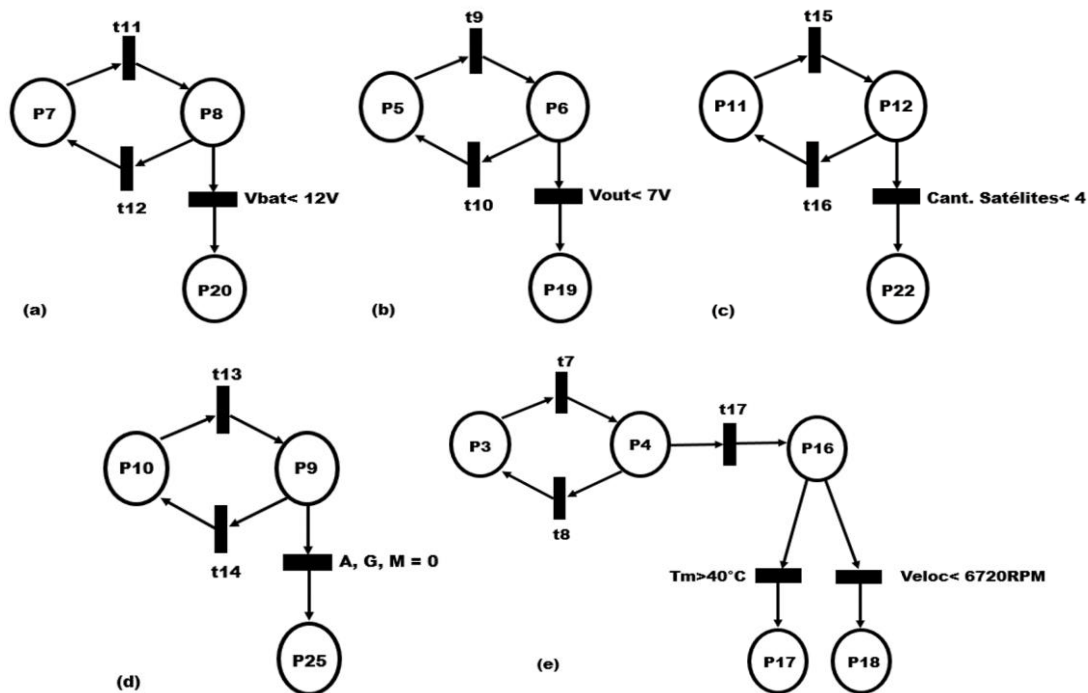 t11
P7
P8
t12
Vbat< 12V
P20
(a)
t9
P5
P6
t10
Vout< 7V
P19
(b)
t15
P11
P12
t16
Cant. Satélites< 4
P22
(c)
t13
P10
P9
t14
A, G, M = 0
P25
(d)
t7
t17
P3
P4
P16
t8
Tm>40°C
Veloc< 6720RPM
P17
P18
(e)